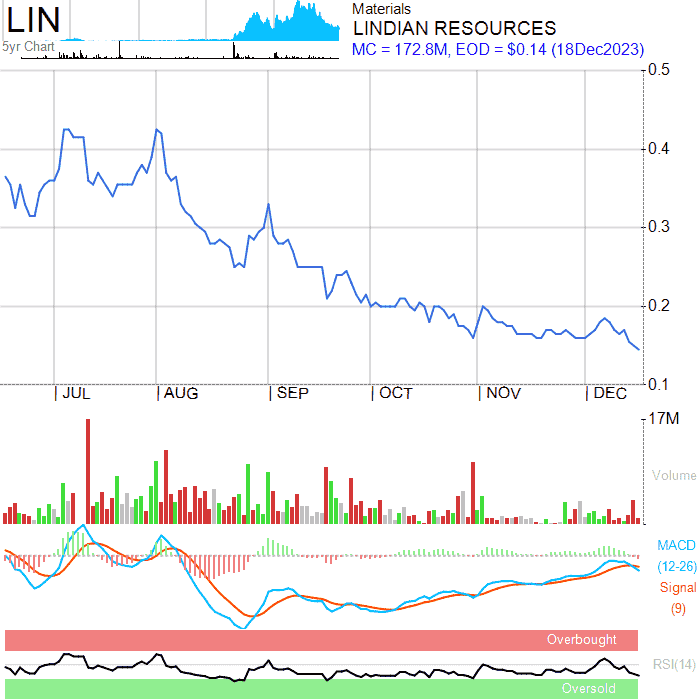 LIN
5yr Chart
Materials
LINDIAN RESOURCES
MC = 172.8M, EOD = $0.14 (18Dec2023)
0.5
0.4
0.3
0.2
0.1
JUL AUG SEP OCT NOV DEC
17M
Volume
MACD
(12-26)
Signal
(9)
Overbought
RSI(14)
Oversold